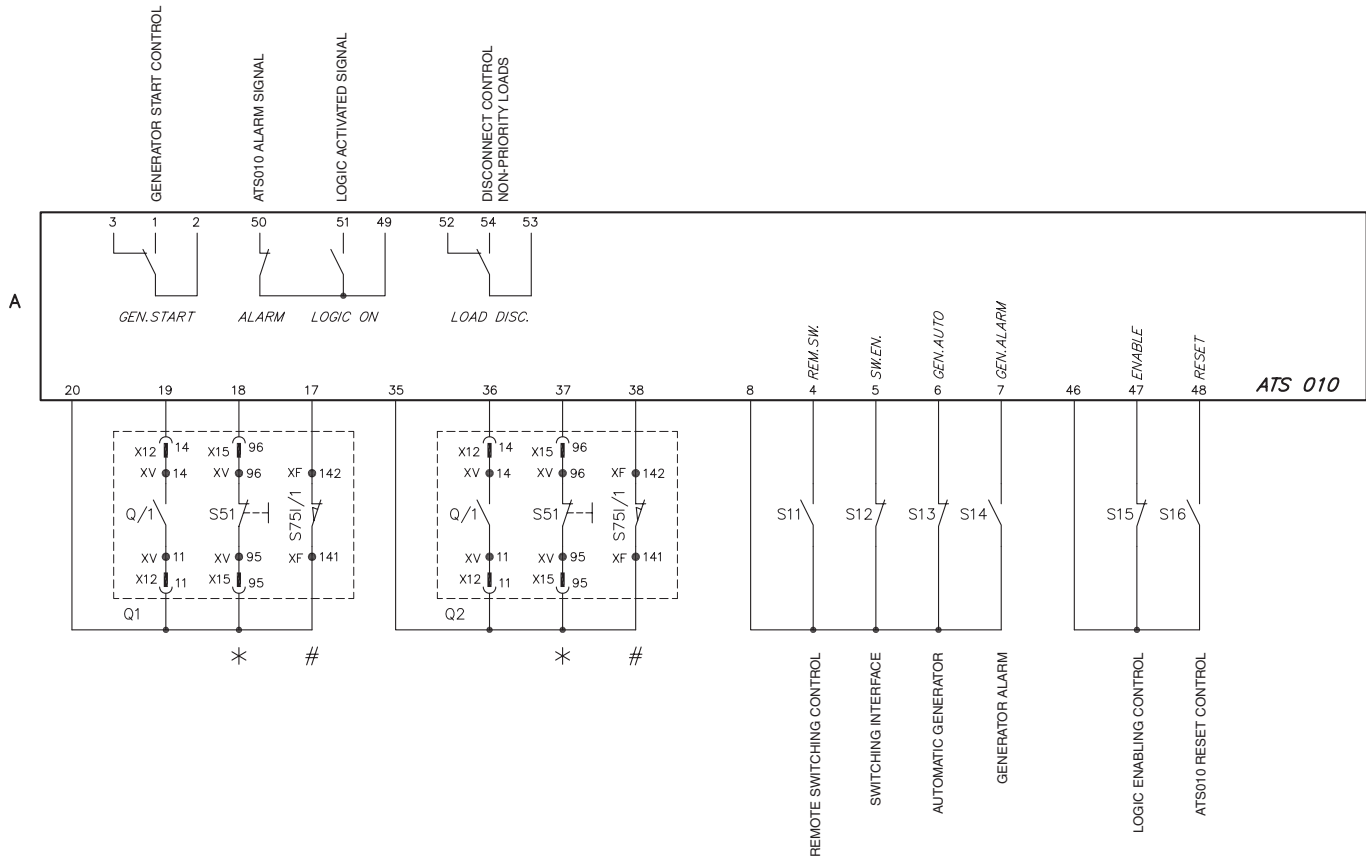 GENERATOR START CONTROL
ATS010 ALARM SIGNAL
LOGIC ACTIVATED SIGNAL
DISCONNECT CONTROL
NON-PRIORITY LOADS
3 1 2 50 51 49 52 54 53
A
GEN.START ALARM LOGIC ON LOAD DISC.
REM.SW.
SW.EN.
GEN.AUTO
GEN.ALARM
ENABLE
RESET
ATS 010
20 19 18 17 35 36 37 38 8 4 5 6 7 46 47 48
X12 14 X15 96 X12 14 X15 96
XV 14 XV 96 XF 142 XV 14 XV 96 XF 142
Q/1 S51 S75I/1 Q/1 S51 S75I/1 S11 S12 S13 S14 S15 S16
XV 11 XV 95 XF 141 XV 11 XV 95 XF 141
X12 11 X15 95 X12 11 X15 95
Q1 Q2
* # * #
REMOTE SWITCHING CONTROL
SWITCHING INTERFACE
AUTOMATIC GENERATOR
GENERATOR ALARM
LOGIC ENABLING CONTROL
ATS010 RESET CONTROL